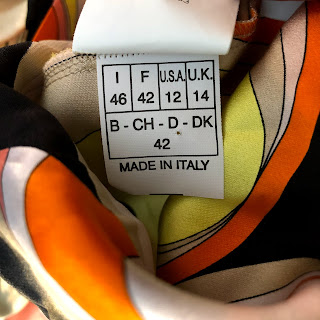 I F U.S.A. U.K.
46 42 12 14
B - CH - D - DK
42
MADE IN ITALY